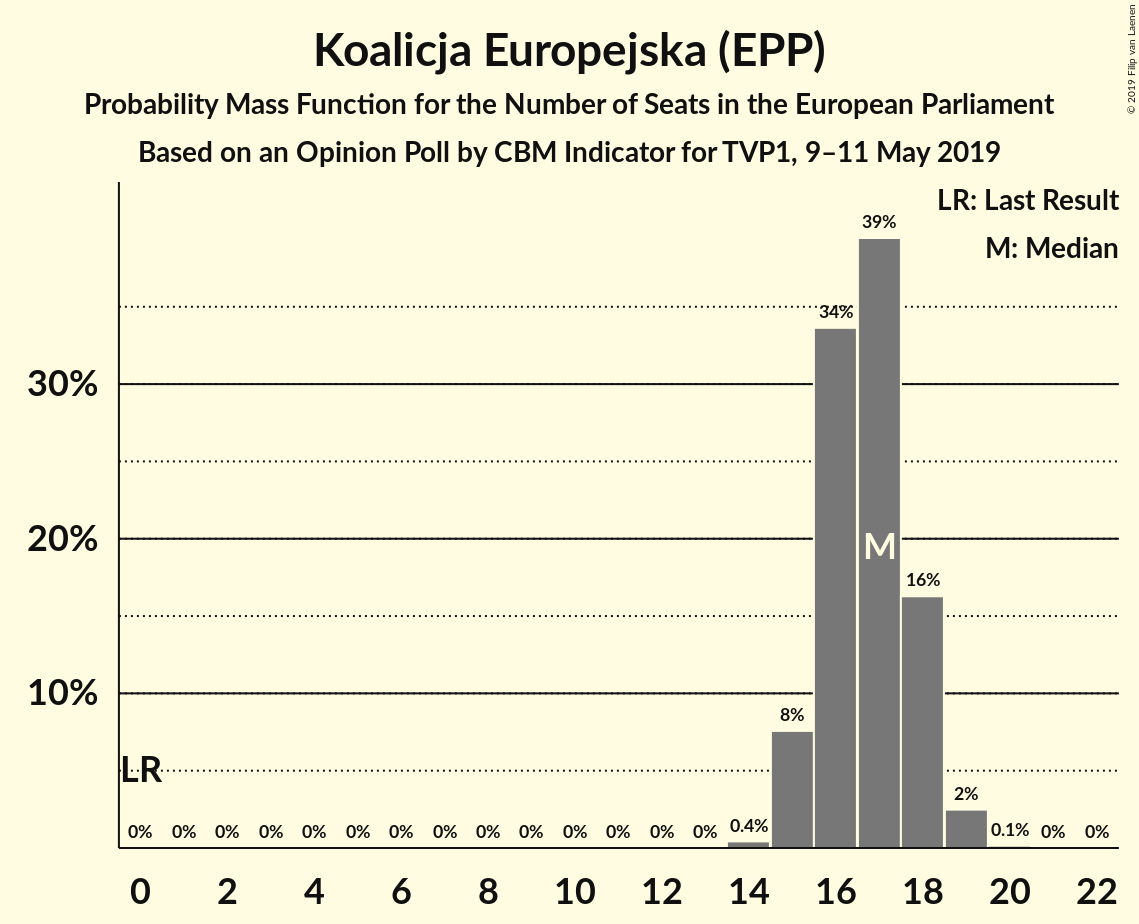 Koalicja Europejska (EPP)
Probability Mass Function for the Number of Seats in the European Parliament
Based on an Opinion Poll by CBM Indicator for TVP1, 9–11 May 2019
© 2019 Filip van Laenen
LR: Last Result
M: Median
39%
34%
30%
20%
M
16%
10%
8%
LR
2%
0% 0% 0% 0% 0% 0% 0% 0% 0% 0% 0% 0% 0% 0% 0.4% 0.1% 0% 0%
0 2 4 6 8 10 12 14 16 18 20 22